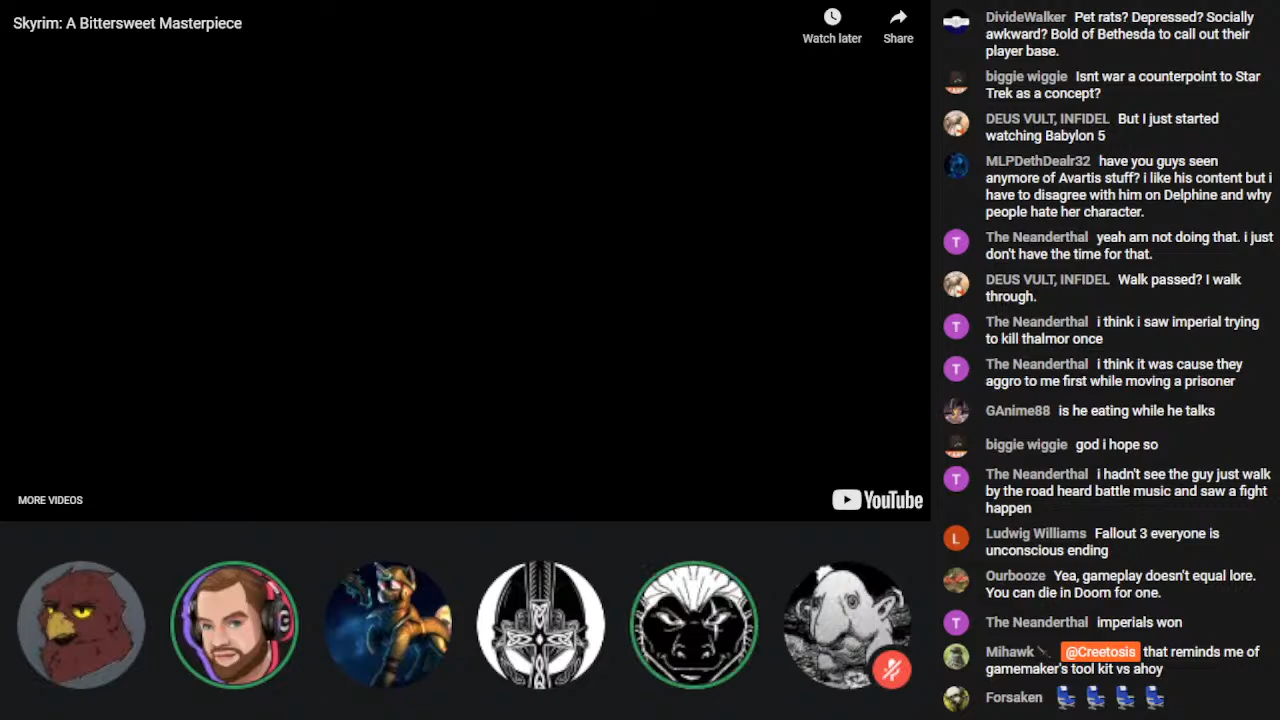 Skyrim: A Bittersweet Masterpiece
Watch later
Share
MORE VIDEOS
YouTube
DivideWalker Pet rats? Depressed? Socially
awkward? Bold of Bethesda to call out their
player base.
biggie wiggie Isnt war a counterpoint to Star
Trek as a concept?
DEUS VULT, INFIDEL But I just started
watching Babylon 5
MLPDethDealr32 have you guys seen
anymore of Avartis stuff? i like his content but i
have to disagree with him on Delphine and why
people hate her character.
T
The Neanderthal yeah am not doing that. i just
don't have the time for that.
DEUS VULT, INFIDEL Walk passed? I walk
through.
T
The Neanderthal i think i saw imperial trying
to kill thalmor once
T
The Neanderthal i think it was cause they
aggro to me first while moving a prisoner
GAnime88 is he eating while he talks
biggie wiggie god i hope so
T
The Neanderthal i hadn't see the guy just walk
by the road heard battle music and saw a fight
happen
L
Ludwig Williams Fallout 3 everyone is
unconscious ending
Ourbooze Yea, gameplay doesn't equal lore.
You can die in Doom for one.
T
The Neanderthal imperials won
Mihawk @Creetosis that reminds me of
gamemaker's tool kit vs ahoy
Forsaken